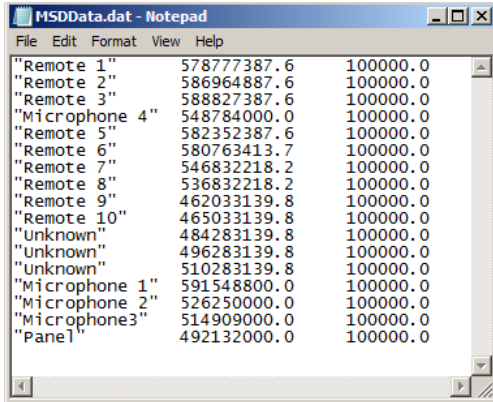 MSDData.dat - Notepad
File Edit Format View Help
"Remote 1" 578777387.6 100000.0
"Remote 2" 586964887.6 100000.0
"Remote 3" 588827387.6 100000.0
"Microphone 4" 548784000.0 100000.0
"Remote 5" 582352387.6 100000.0
"Remote 6" 580763413.7 100000.0
"Remote 7" 546832218.2 100000.0
"Remote 8" 536832218.2 100000.0
"Remote 9" 462033139.8 100000.0
"Remote 10" 465033139.8 100000.0
"Unknown" 484283139.8 100000.0
"Unknown" 496283139.8 100000.0
"Unknown" 510283139.8 100000.0
"Microphone 1" 591548800.0 100000.0
"Microphone 2" 526250000.0 100000.0
"Microphone3" 514909000.0 100000.0
"Panel" 492132000.0 100000.0